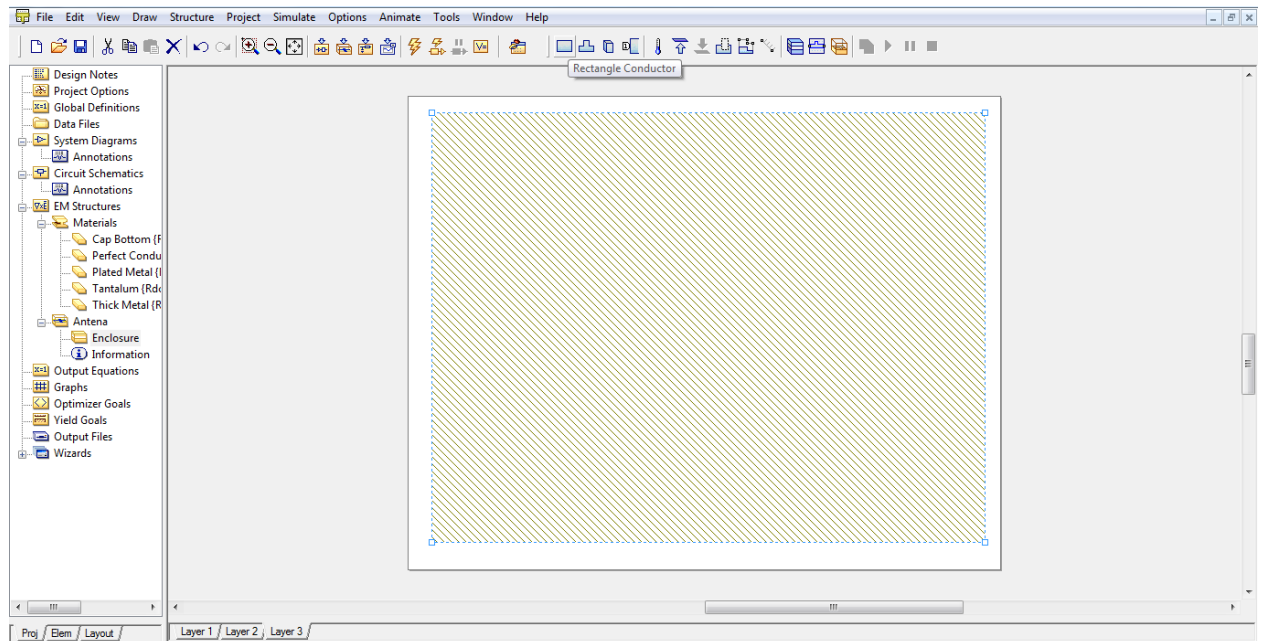 File Edit View Draw Structure Project Simulate Options Animate Tools Window Help
Rectangle Conductor
Design Notes
Project Options
Global Definitions
Data Files
System Diagrams
Annotations
Circuit Schematics
Annotations
EM Structures
Materials
Cap Bottom {F
Perfect Condu
Plated Metal {
Tantalum {Rd
Thick Metal {R
Antena
Enclosure
Information
Output Equations
Graphs
Optimizer Goals
Yield Goals
Output Files
Wizards
Proj Elem Layout Layer 1 Layer 2 Layer 3